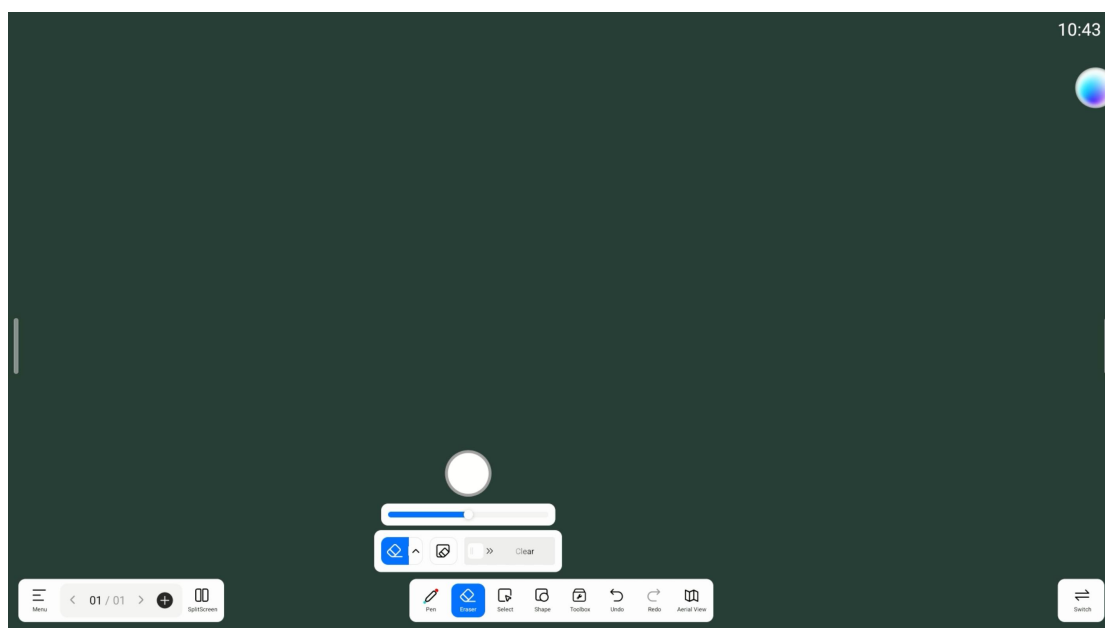 10:43
Clear
Menu
01 / 01
SplitScreen
Pen
Eraser
Select
Shape
Toolbox
Undo
Redo
Aerial View
Switch